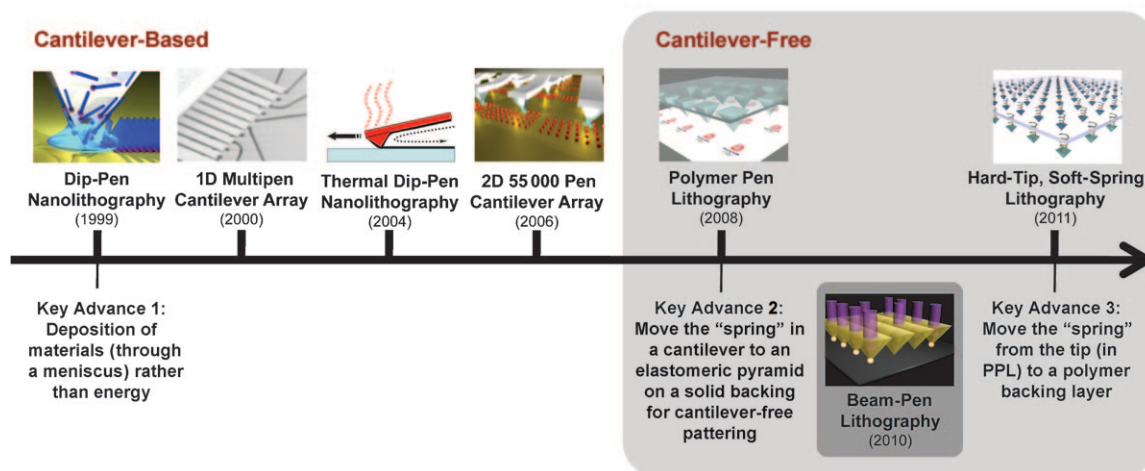 Cantilever-Based
Cantilever-Free
Dip-Pen
Nanolithography
(1999)
1D Multipen
Cantilever Array
(2000)
Thermal Dip-Pen
Nanolithography
(2004)
2D 55 000 Pen
Cantilever Array
(2006)
Polymer Pen
Lithography
(2008)
Hard-Tip, Soft-Spring
Lithography
(2011)
Key Advance 1:
Deposition of
materials (through
a meniscus) rather
than energy
Key Advance 2:
Move the “spring” in
a cantilever to an
elastomeric pyramid
on a solid backing
for cantilever-free
pattering
Beam-Pen
Lithography
(2010)
Key Advance 3:
Move the “spring”
from the tip (in
PPL) to a polymer
backing layer